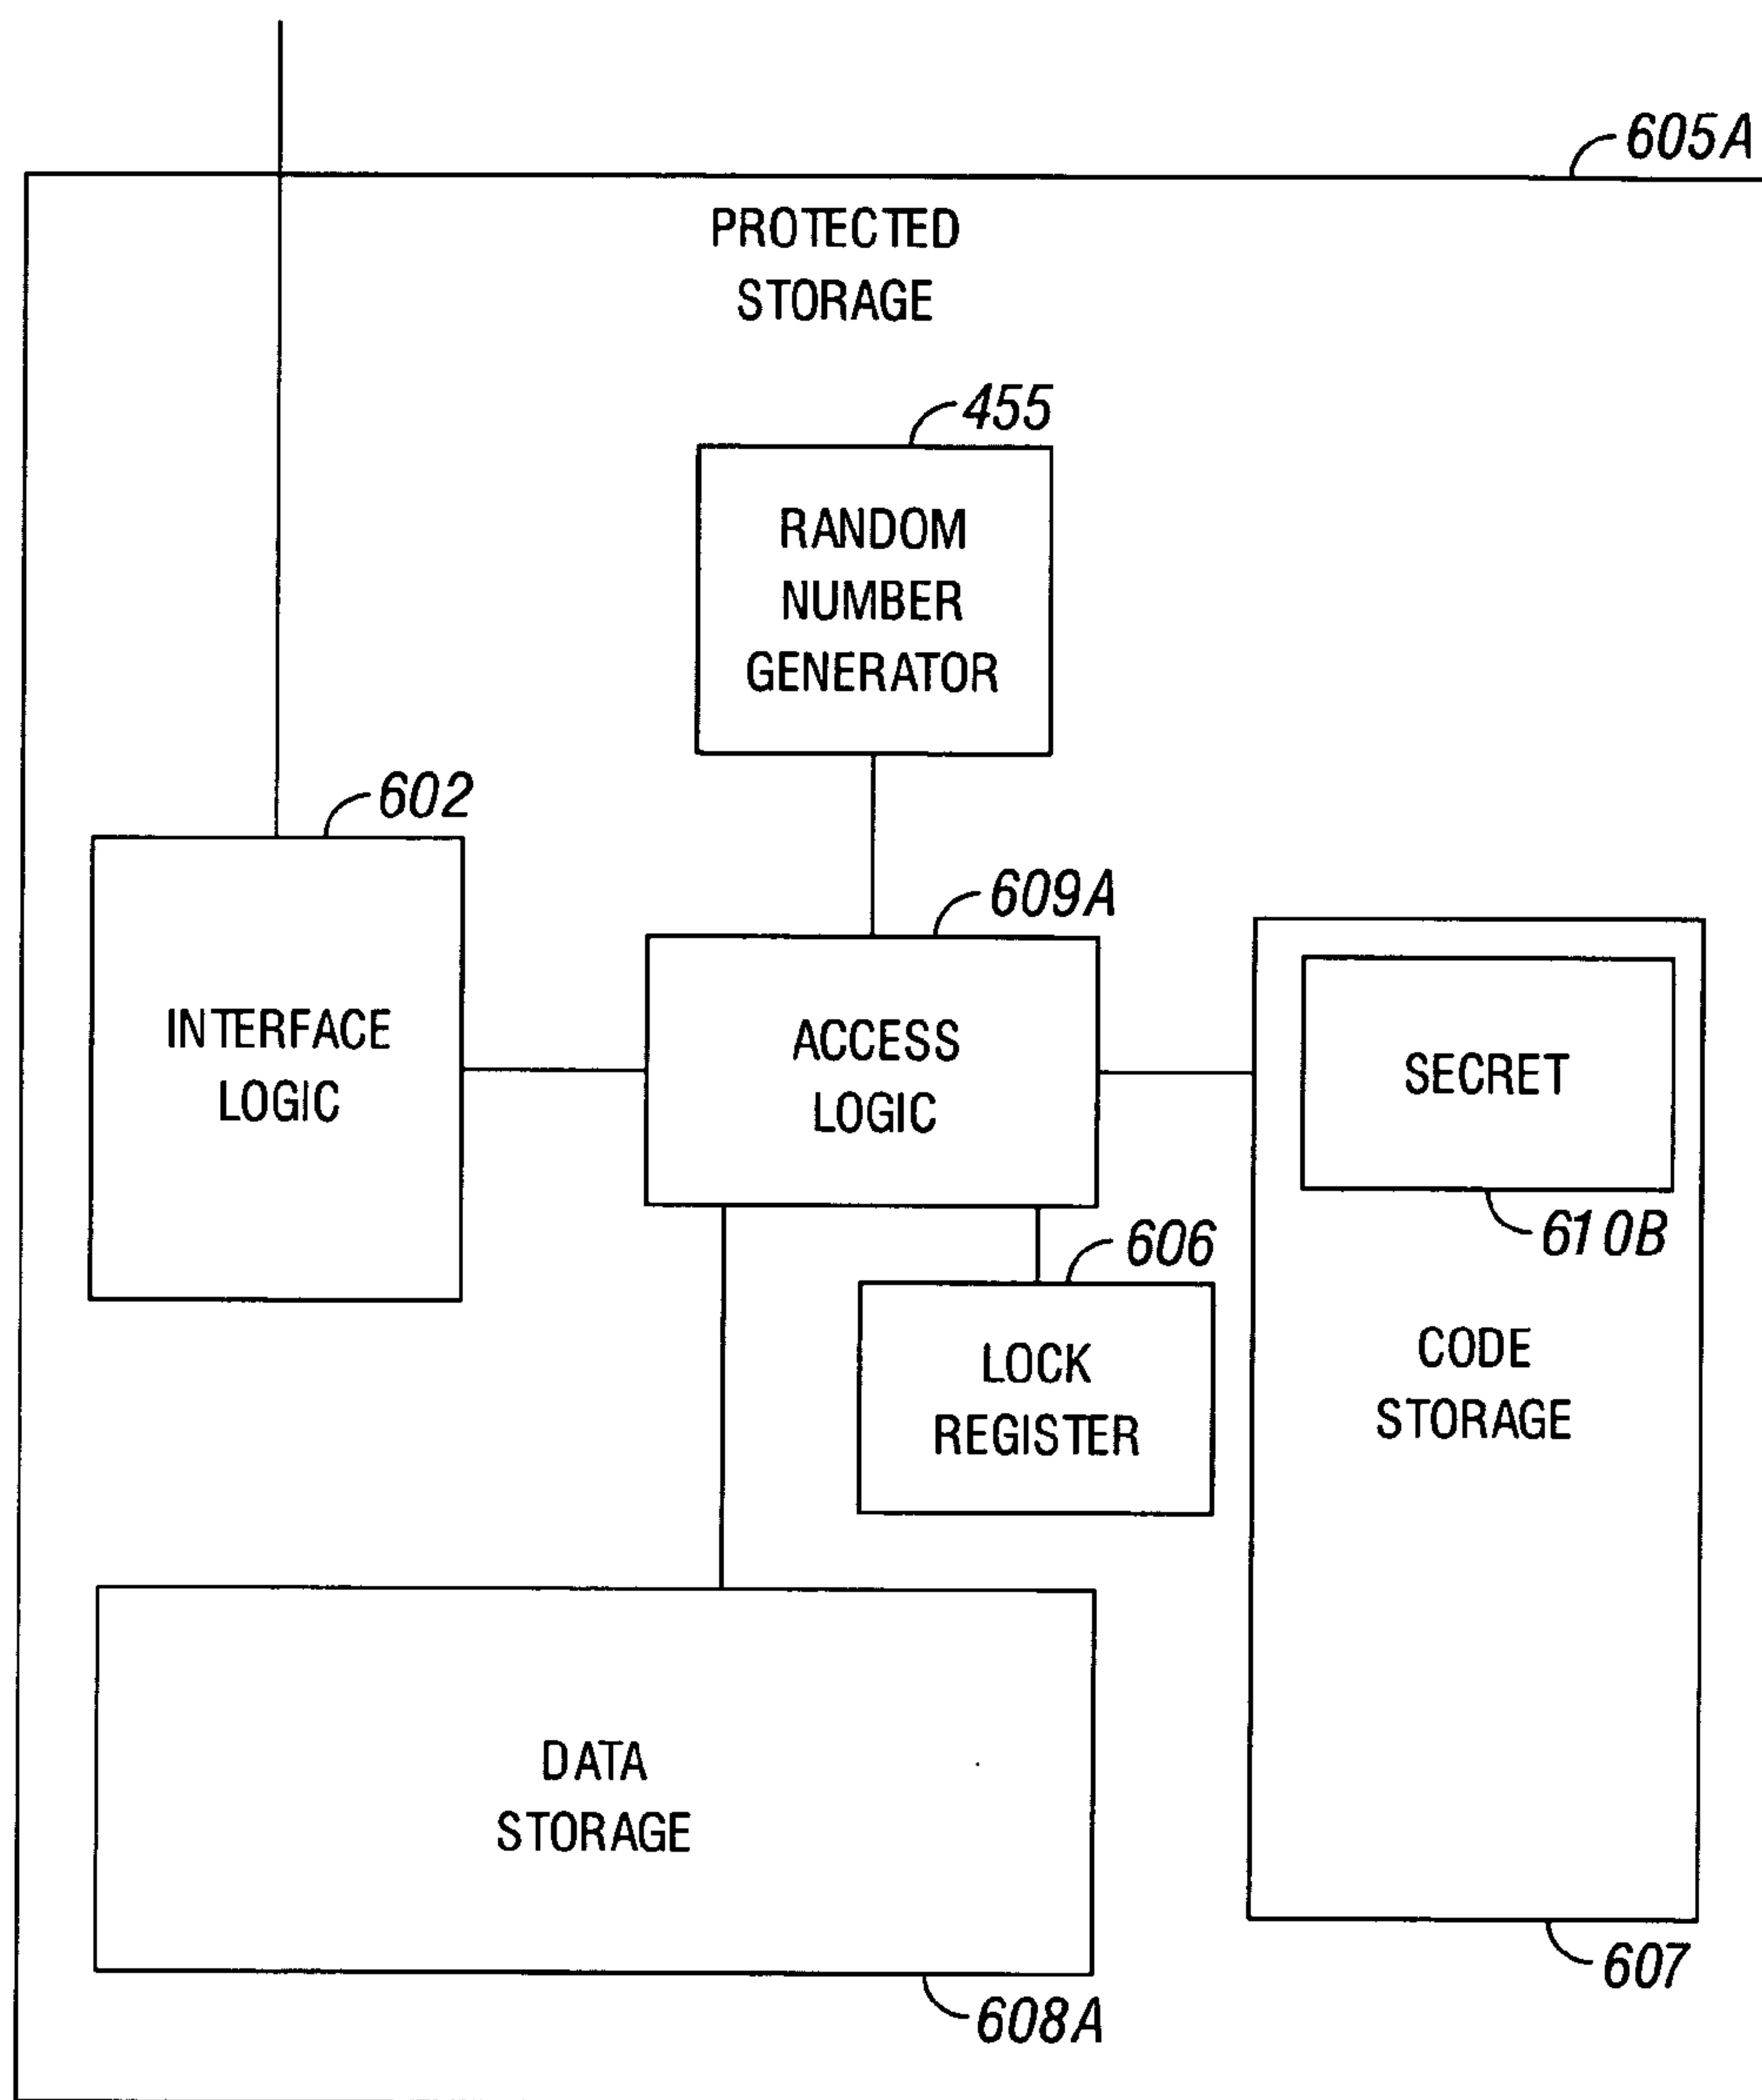 605A
PROTECTED
STORAGE
455
RANDOM
NUMBER
GENERATOR
602
INTERFACE
LOGIC
609A
ACCESS
LOGIC
SECRET
610B
606
LOCK
REGISTER
CODE
STORAGE
DATA
STORAGE
607
608A